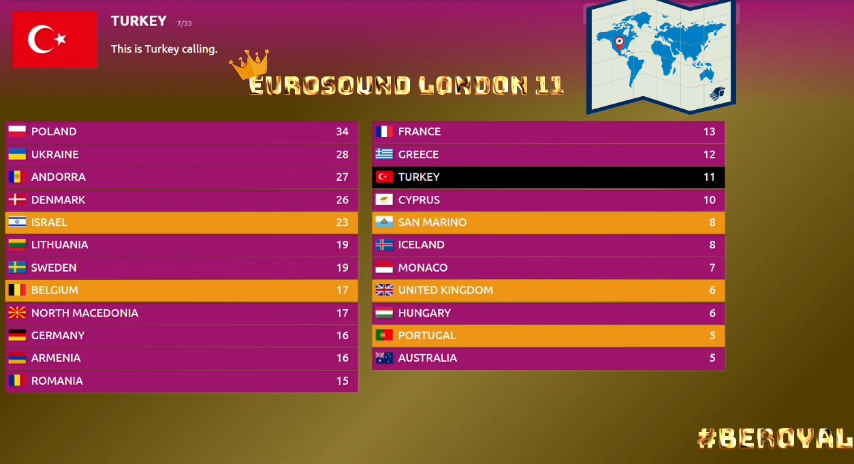 TURKEY 7/33
This is Turkey calling.
EUROSOUND LONDON 11
POLAND 34
UKRAINE 28
ANDORRA 27
DENMARK 26
ISRAEL 23
LITHUANIA 19
SWEDEN 19
BELGIUM 17
NORTH MACEDONIA 17
GERMANY 16
ARMENIA 16
ROMANIA 15
FRANCE 13
GREECE 12
TURKEY 11
CYPRUS 10
SAN MARINO 8
ICELAND 8
MONACO 7
UNITED KINGDOM 6
HUNGARY 6
PORTUGAL 5
AUSTRALIA 5
#BEROYAL